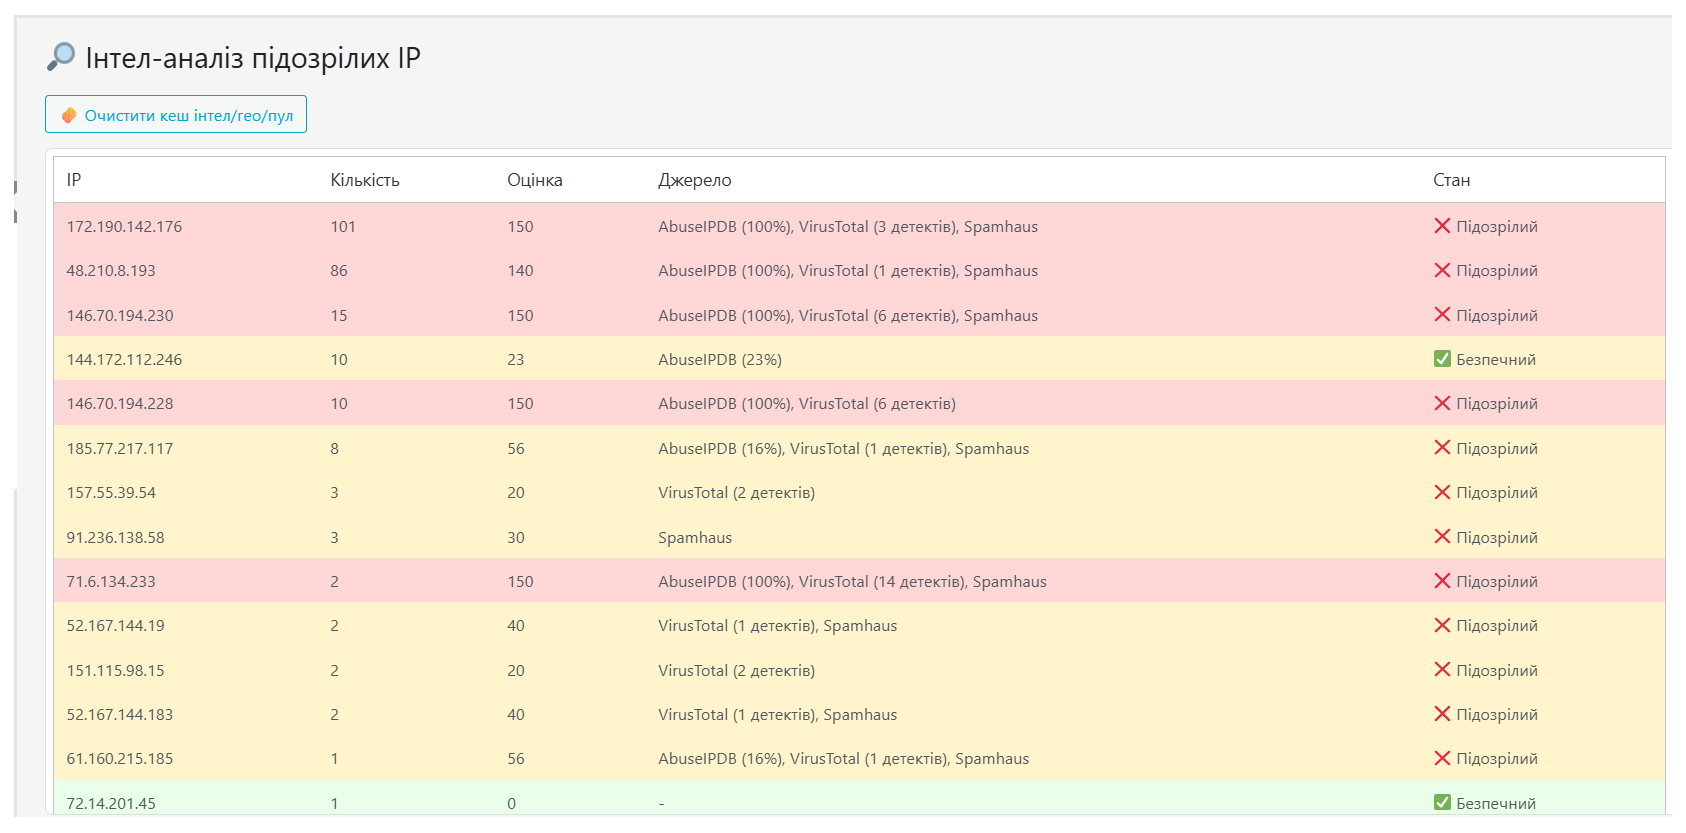 Інтел-аналіз підозрілих IP
Очистити кеш інтел/гео/пул
IP Кількість Оцінка Джерело Стан
172.190.142.176 101 150 AbuseIPDB (100%), VirusTotal (3 детектів), Spamhaus Підозрілий
48.210.8.193 86 140 AbuseIPDB (100%), VirusTotal (1 детектів), Spamhaus Підозрілий
146.70.194.230 15 150 AbuseIPDB (100%), VirusTotal (6 детектів), Spamhaus Підозрілий
144.172.112.246 10 23 AbuseIPDB (23%) Безпечний
146.70.194.228 10 150 AbuseIPDB (100%), VirusTotal (6 детектів) Підозрілий
185.77.217.117 8 56 AbuseIPDB (16%), VirusTotal (1 детектів), Spamhaus Підозрілий
157.55.39.54 3 20 VirusTotal (2 детектів) Підозрілий
91.236.138.58 3 30 Spamhaus Підозрілий
71.6.134.233 2 150 AbuseIPDB (100%), VirusTotal (14 детектів), Spamhaus Підозрілий
52.167.144.19 2 40 VirusTotal (1 детектів), Spamhaus Підозрілий
151.115.98.15 2 20 VirusTotal (2 детектів) Підозрілий
52.167.144.183 2 40 VirusTotal (1 детектів), Spamhaus Підозрілий
61.160.215.185 1 56 AbuseIPDB (16%), VirusTotal (1 детектів), Spamhaus Підозрілий
72.14.201.45 1 0 - Безпечний